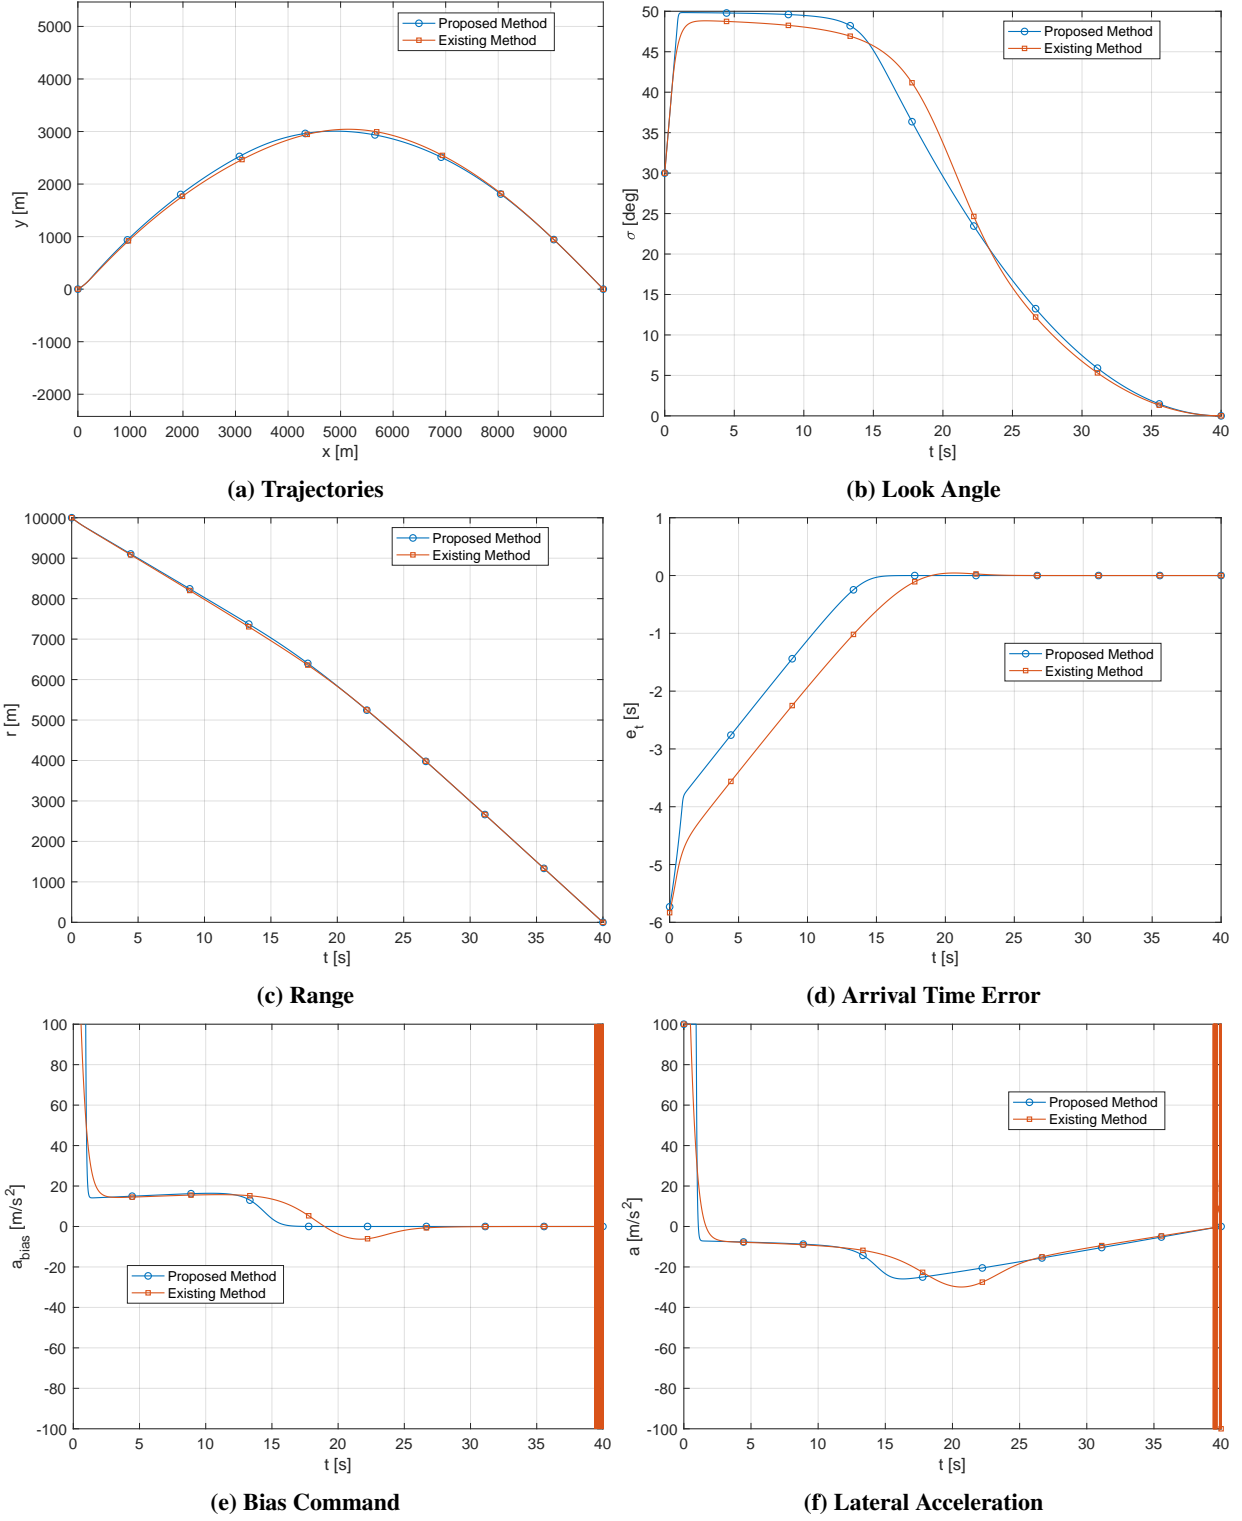 5000
4000
3000
2000
1000
0
-1000
-2000
y [m]
0 1000 2000 3000 4000 5000 6000 7000 8000 9000
x [m]
Proposed Method
Existing Method
(a) Trajectories
50
45
40
35
30
25
20
15
10
5
0
σ [deg]
0 5 10 15 20 25 30 35 40
t [s]
Proposed Method
Existing Method
(b) Look Angle
10000
9000
8000
7000
6000
5000
4000
3000
2000
1000
0
r [m]
0 5 10 15 20 25 30 35 40
t [s]
Proposed Method
Existing Method
(c) Range
1
0
-1
-2
-3
-4
-5
-6
e_t [s]
0 5 10 15 20 25 30 35 40
t [s]
Proposed Method
Existing Method
(d) Arrival Time Error
100
80
60
40
20
0
-20
-40
-60
-80
-100
a_bias [m/s²]
0 5 10 15 20 25 30 35 40
t [s]
Proposed Method
Existing Method
(e) Bias Command
100
80
60
40
20
0
-20
-40
-60
-80
-100
a [m/s²]
0 5 10 15 20 25 30 35 40
t [s]
Proposed Method
Existing Method
(f) Lateral Acceleration